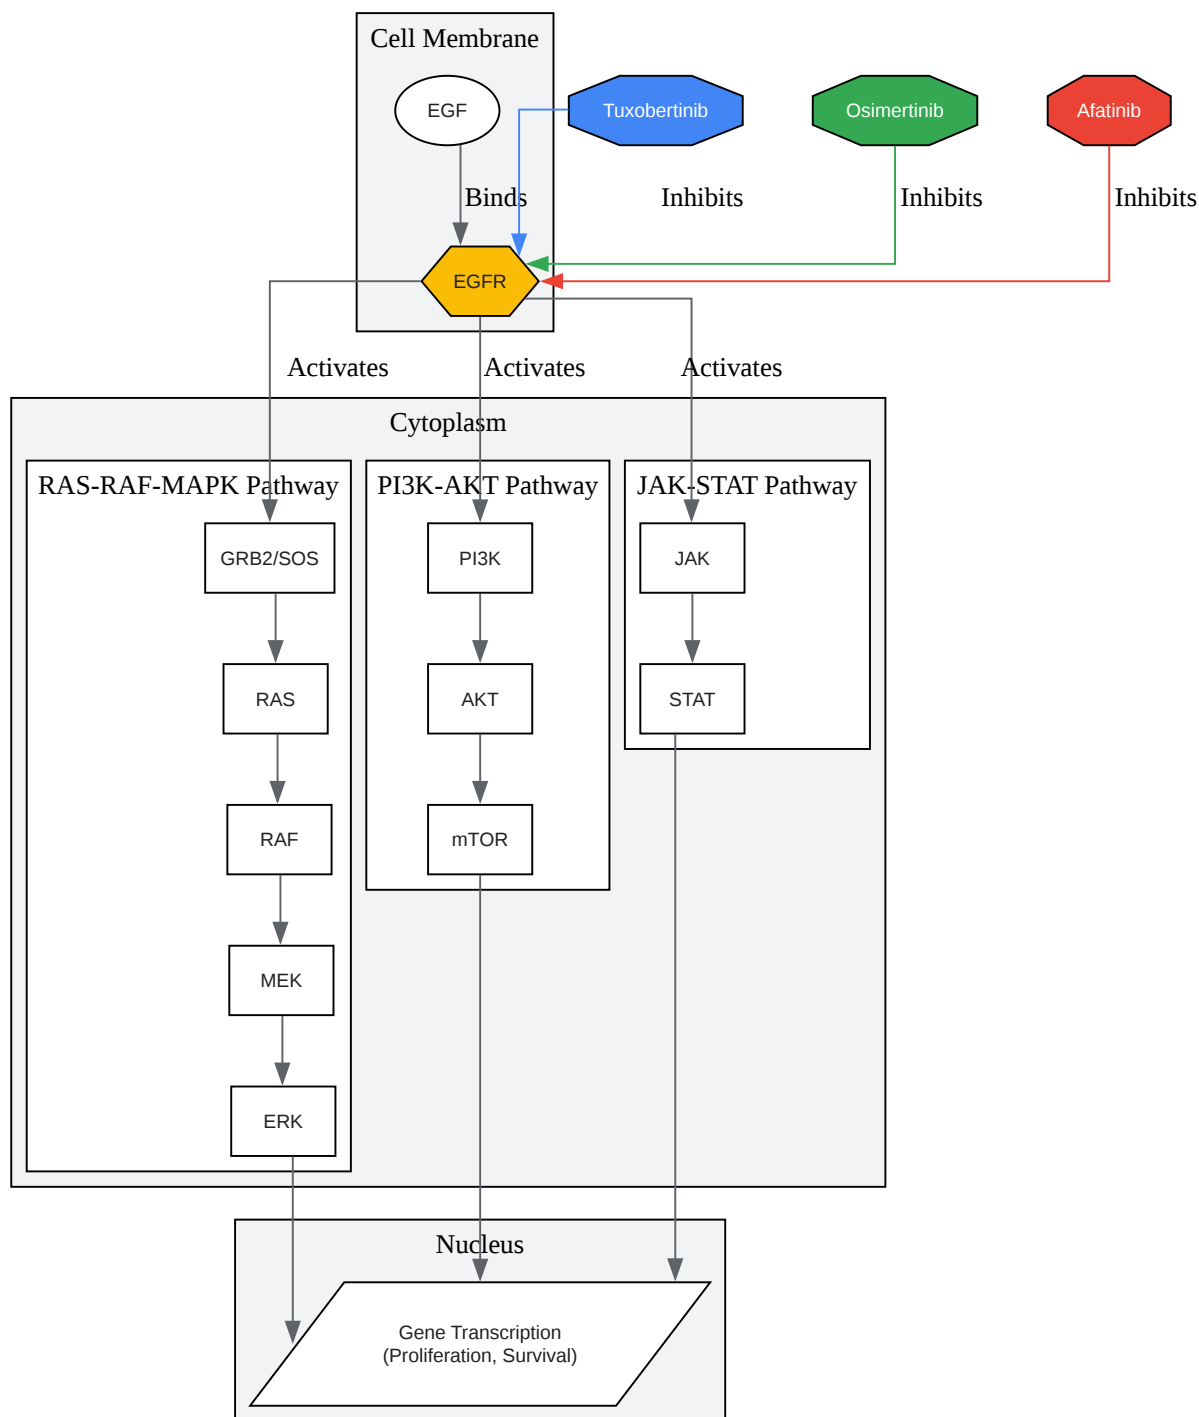 Cell Membrane
EGF
Tuxobertinib
Osimertinib
Afatinib
Binds
Inhibits
Inhibits
Inhibits
EGFR
Activates
Activates
Activates
Cytoplasm
RAS-RAF-MAPK Pathway
PI3K-AKT Pathway
JAK-STAT Pathway
GRB2/SOS
PI3K
JAK
RAS
AKT
STAT
RAF
mTOR
MEK
ERK
Nucleus
Gene Transcription
(Proliferation, Survival)